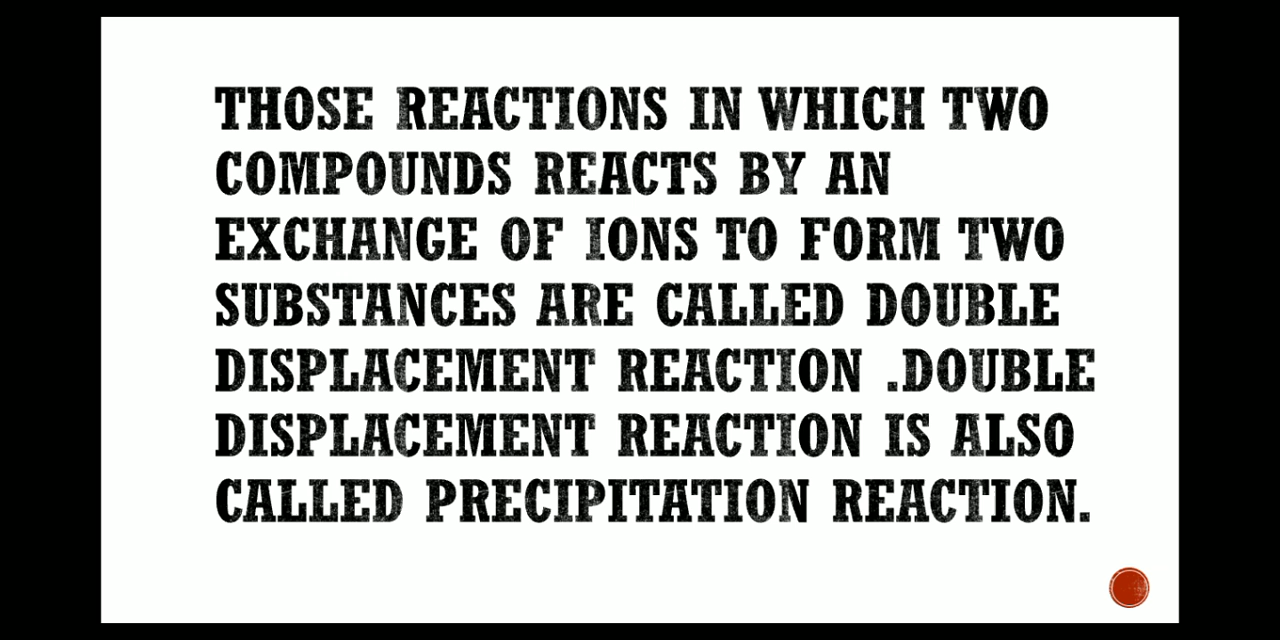 THOSE REACTIONS IN WHICH TWO
COMPOUNDS REACTS BY AN
EXCHANGE OF IONS TO FORM TWO
SUBSTANCES ARE CALLED DOUBLE
DISPLACEMENT REACTION .DOUBLE
DISPLACEMENT REACTION IS ALSO
CALLED PRECIPITATION REACTION.